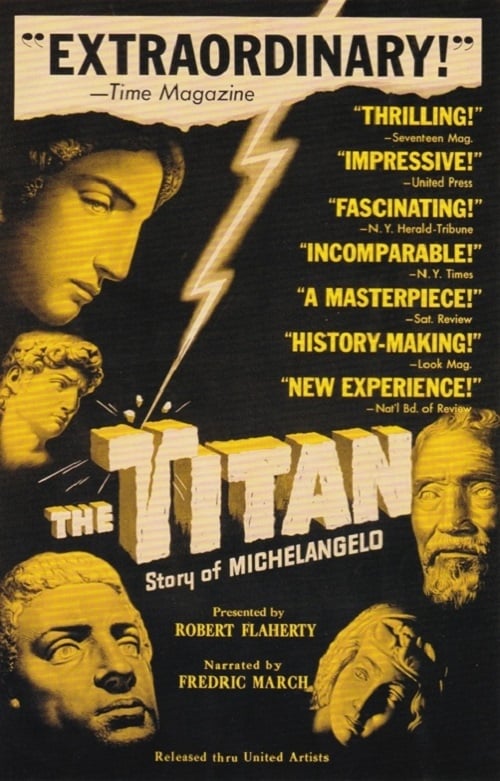 “EXTRAORDINARY!”
—Time Magazine
“THRILLING!”
—Seventeen Mag.
“IMPRESSIVE!”
—United Press
“FASCINATING!”
—N.Y. Herald-Tribune
“INCOMPARABLE!”
—N.Y. Times
“A MASTERPIECE!”
—Sat. Review
“HISTORY-MAKING!”
—Look Mag.
“NEW EXPERIENCE!”
—Nat'l Bd. of Review
THE TITAN
Story of MICHELANGELO
Presented by
ROBERT FLAHERTY
Narrated by
FREDRIC MARCH
Released thru United Artists